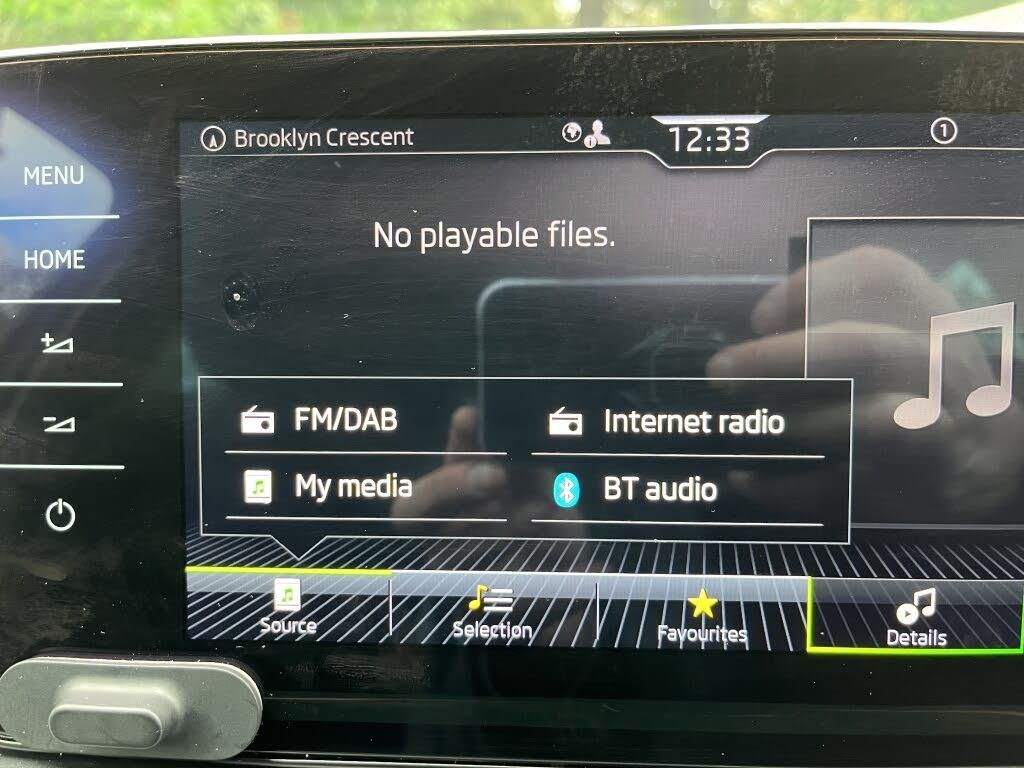 Brooklyn Crescent
12:33
1
MENU
No playable files.
HOME
FM/DAB
Internet radio
My media
BT audio
Source
Selection
Favourites
Details